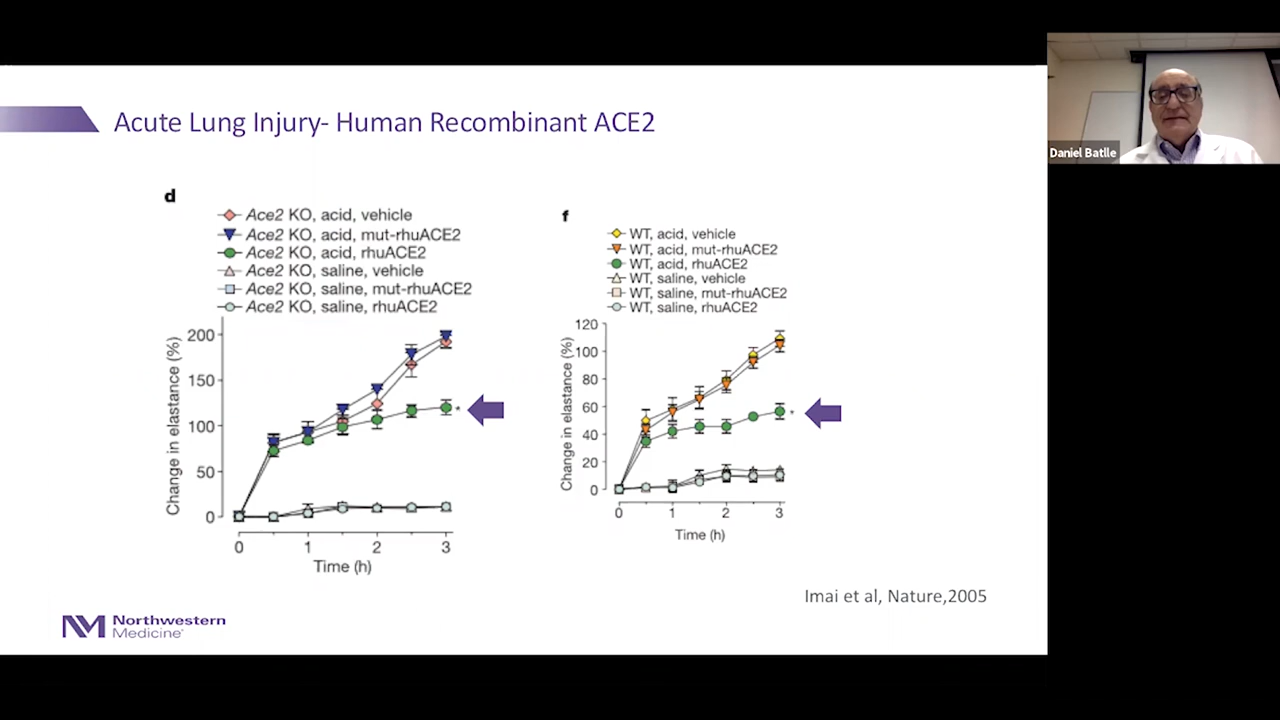 Acute Lung Injury- Human Recombinant ACE2
Daniel Batlle
d
Ace2 KO, acid, vehicle
Ace2 KO, acid, mut-rhuACE2
Ace2 KO, acid, rhuACE2
Ace2 KO, saline, vehicle
Ace2 KO, saline, mut-rhuACE2
Ace2 KO, saline, rhuACE2
Change in elastance (%)
200
150
100
50
0
*
0 1 2 3
Time (h)
f
WT, acid, vehicle
WT, acid, mut-rhuACE2
WT, acid, rhuACE2
WT, saline, vehicle
WT, saline, mut-rhuACE2
WT, saline, rhuACE2
Change in elastance (%)
120
100
80
60
40
20
0
*
0 1 2 3
Time (h)
Imai et al, Nature,2005
NM
Northwestern
Medicine®